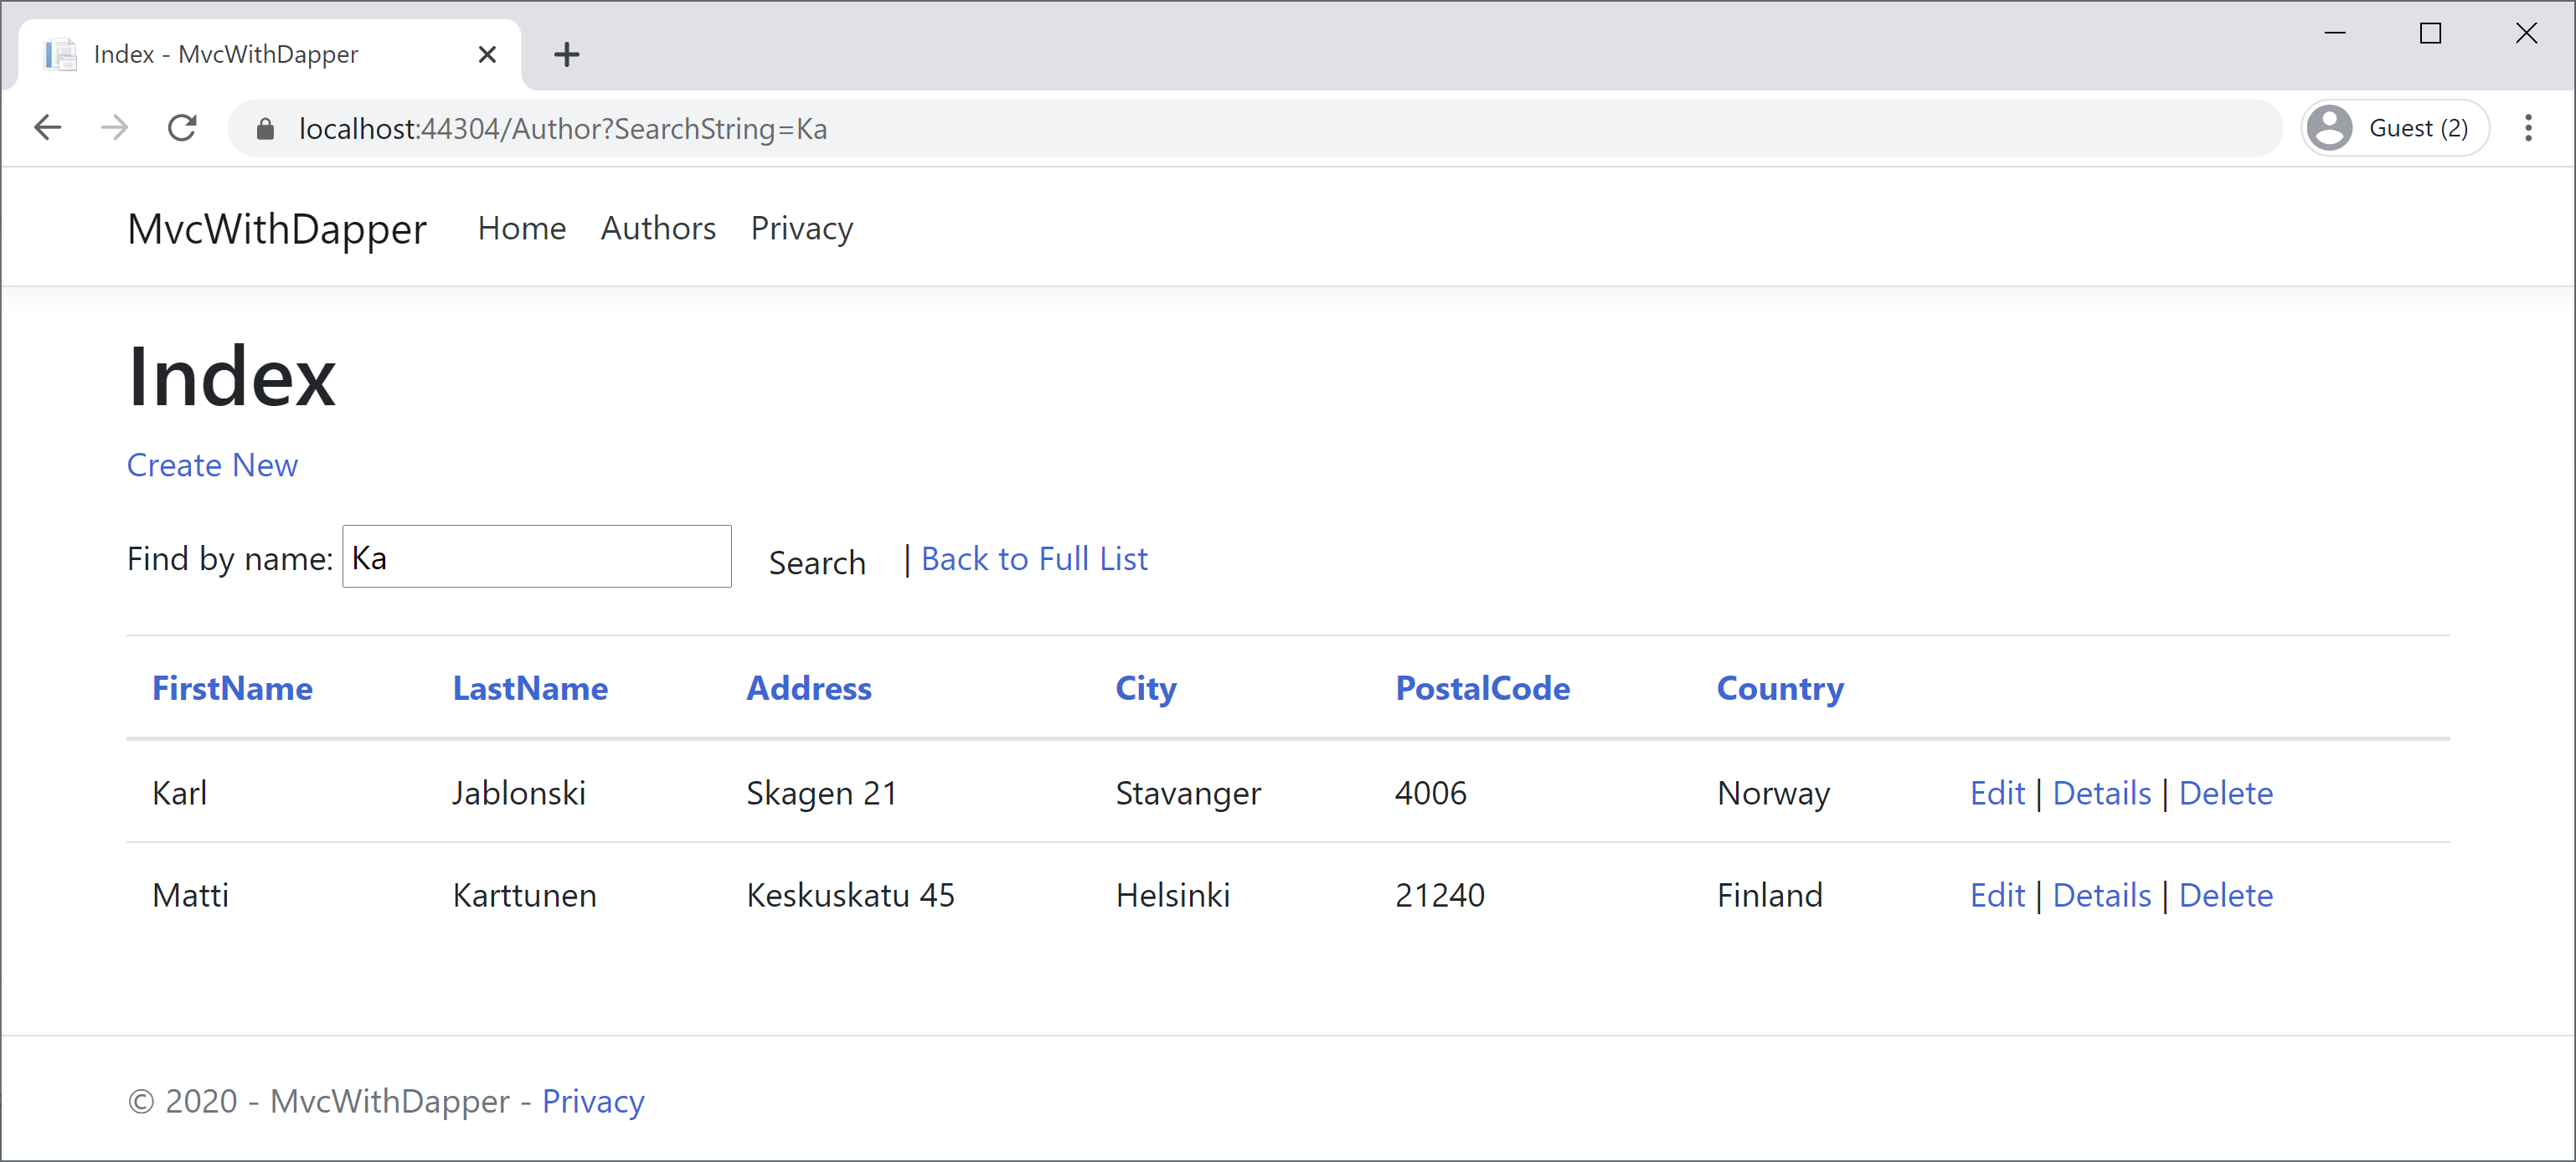 Index - MvcWithDapper
localhost:44304/Author?SearchString=Ka
Guest (2)
MvcWithDapper Home Authors Privacy
Index
Create New
Find by name: Ka Search | Back to Full List
FirstName LastName Address City PostalCode Country
Karl Jablonski Skagen 21 Stavanger 4006 Norway Edit | Details | Delete
Matti Karttunen Keskuskatu 45 Helsinki 21240 Finland Edit | Details | Delete
© 2020 - MvcWithDapper - Privacy